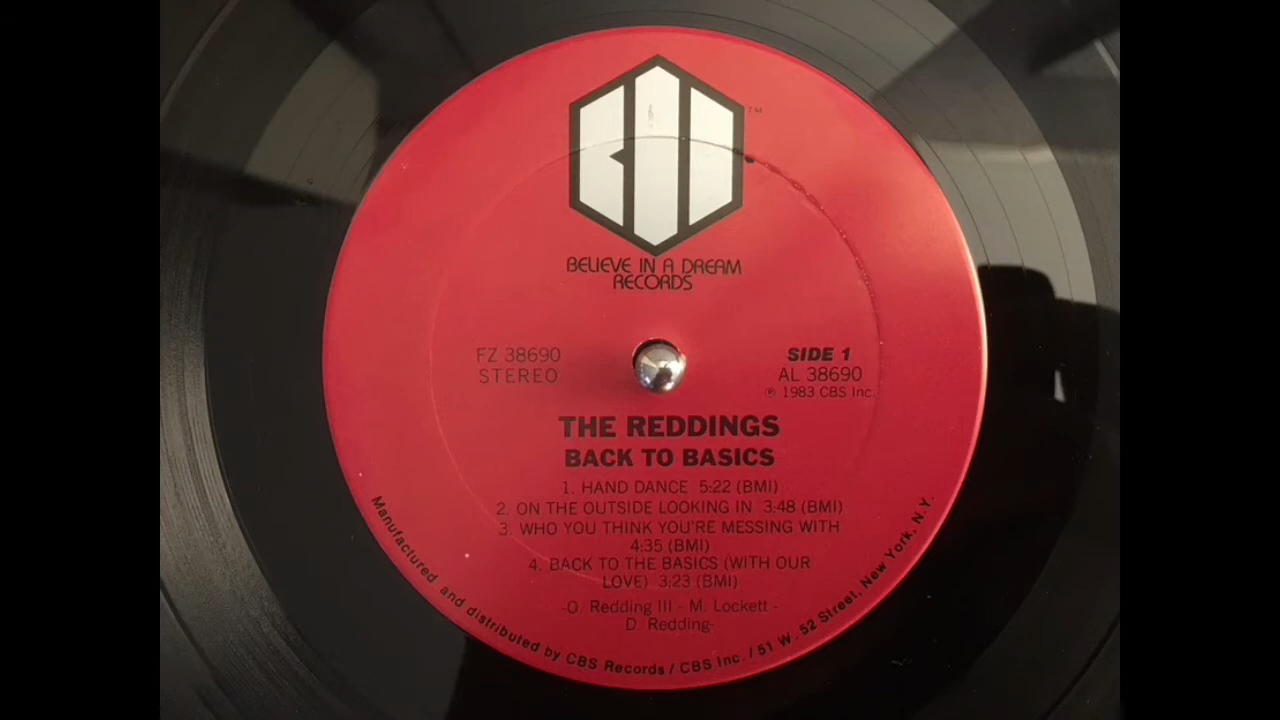 BID
TM
BELIEVE IN A DREAM
RECORDS
FZ 38690
STEREO
SIDE 1
AL 38690
℗ 1983 CBS Inc.
THE REDDINGS
BACK TO BASICS
1. HAND DANCE 5:22 (BMI)
2. ON THE OUTSIDE LOOKING IN 3:48 (BMI)
3. WHO YOU THINK YOU'RE MESSING WITH
4:35 (BMI)
4. BACK TO THE BASICS (WITH OUR
LOVE) 3:23 (BMI)
-O. Redding III - M. Lockett -
D. Redding-
Manufactured and distributed by CBS Records / CBS Inc. / 51 W. 52 Street, New York, N.Y.